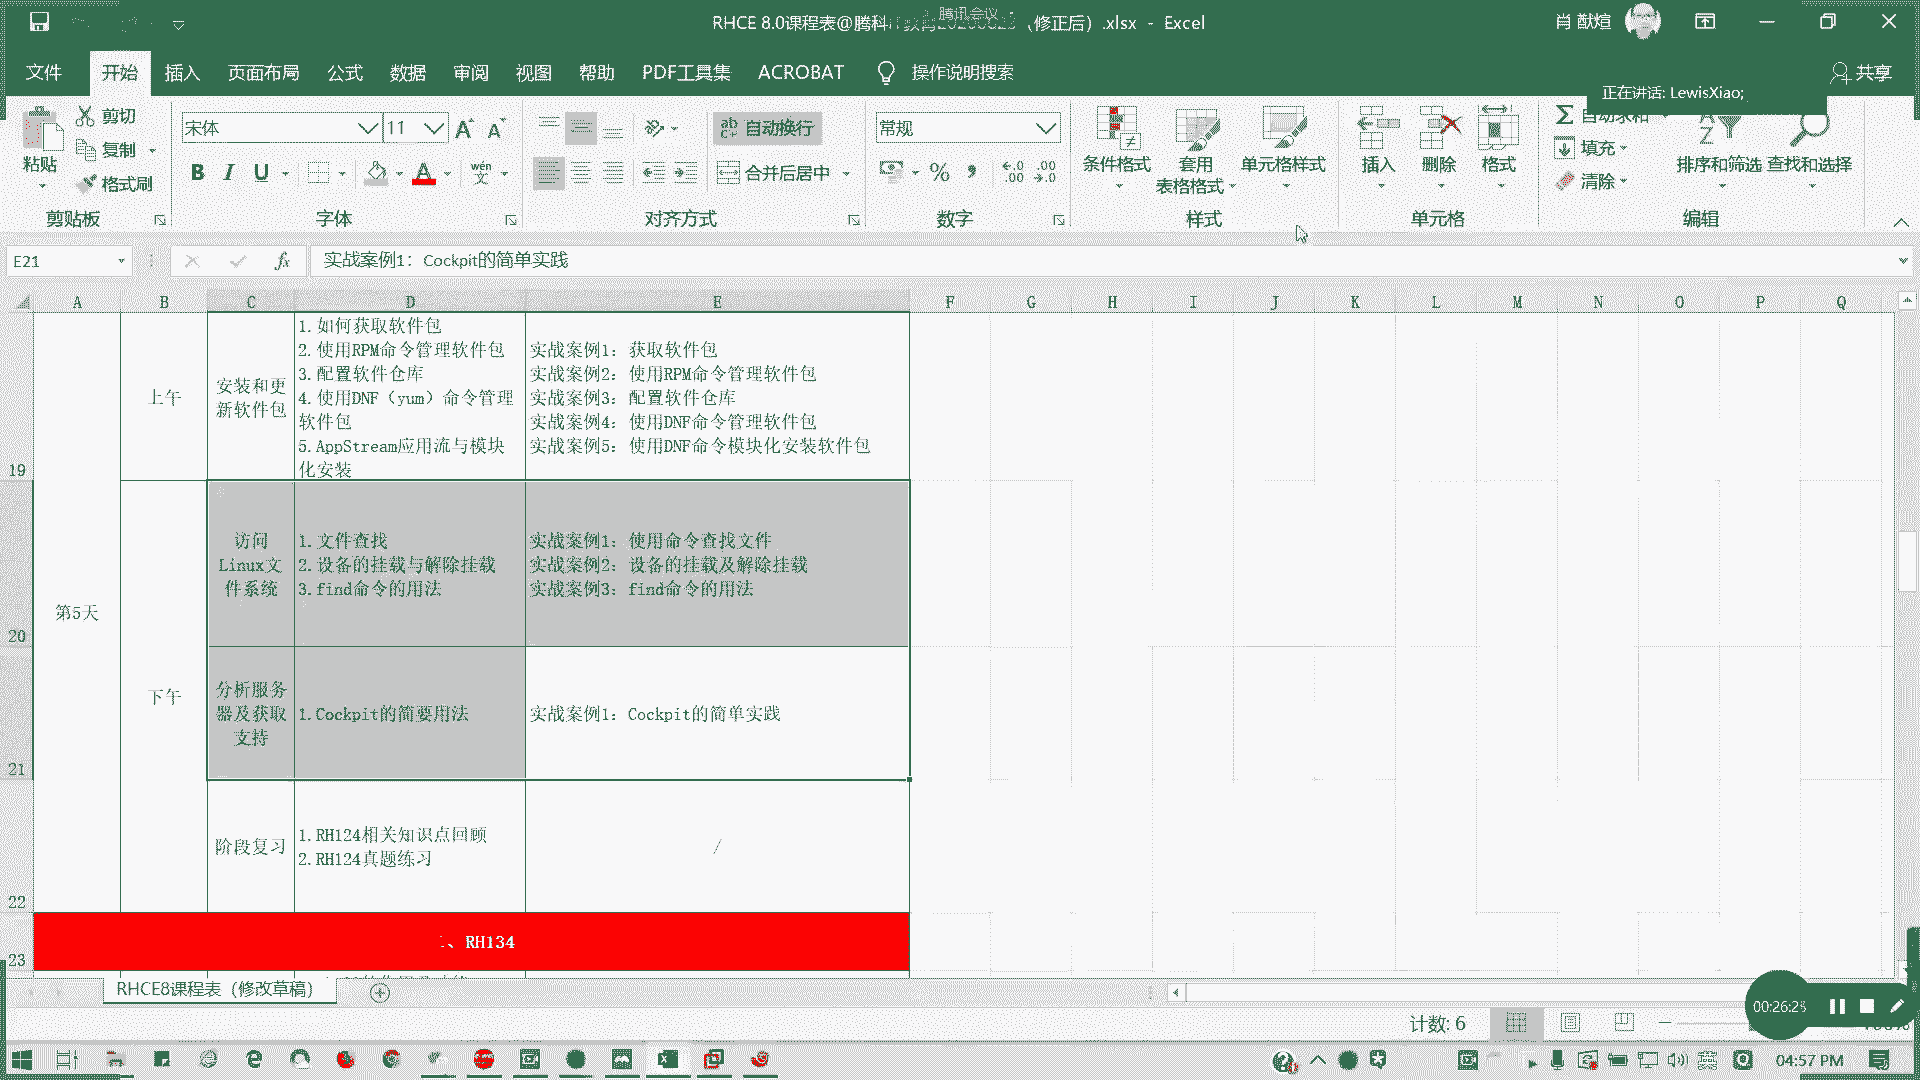 腾讯会议
RHCE 8.0课程表@腾科IT教育 (修正后) .xlsx - Excel
肖 猷煊
文件 开始 插入 页面布局 公式 数据 审阅 视图 帮助 PDF工具集 ACROBAT 操作说明搜索 共享
正在讲话: LewisXiao;
粘贴 剪切 复制 格式刷 剪贴板
宋体 11 字体
自动换行 合并后居中 对齐方式
常规 数字
条件格式 套用表格格式 单元格样式 样式
插入 删除 格式 单元格
自动求和 填充 清除 排序和筛选 查找和选择 编辑
E21
实战案例1：Cockpit的简单实践
A B C D E F G H I J K L M N O P Q
19
第5天
上午
安装和更
新软件包
1.如何获取软件包
2.使用RPM命令管理软件包
3.配置软件仓库
4.使用DNF（yum）命令管理
软件包
5.AppStream应用流与模块
化安装
实战案例1：获取软件包
实战案例2：使用RPM命令管理软件包
实战案例3：配置软件仓库
实战案例4：使用DNF命令管理软件包
实战案例5：使用DNF命令模块化安装软件包
20
下午
访问
Linux文
件系统
1.文件查找
2.设备的挂载与解除挂载
3.find命令的用法
实战案例1：使用命令查找文件
实战案例2：设备的挂载及解除挂载
实战案例3：find命令的用法
21
分析服务
器及获取
支持
1.Cockpit的简要用法
实战案例1：Cockpit的简单实践
22
阶段复习
1.RH124相关知识点回顾
2.RH124真题练习
/
23
、RH134
RHCE8课程表（修改草稿）
00:26:25
计数: 6
04:57 PM